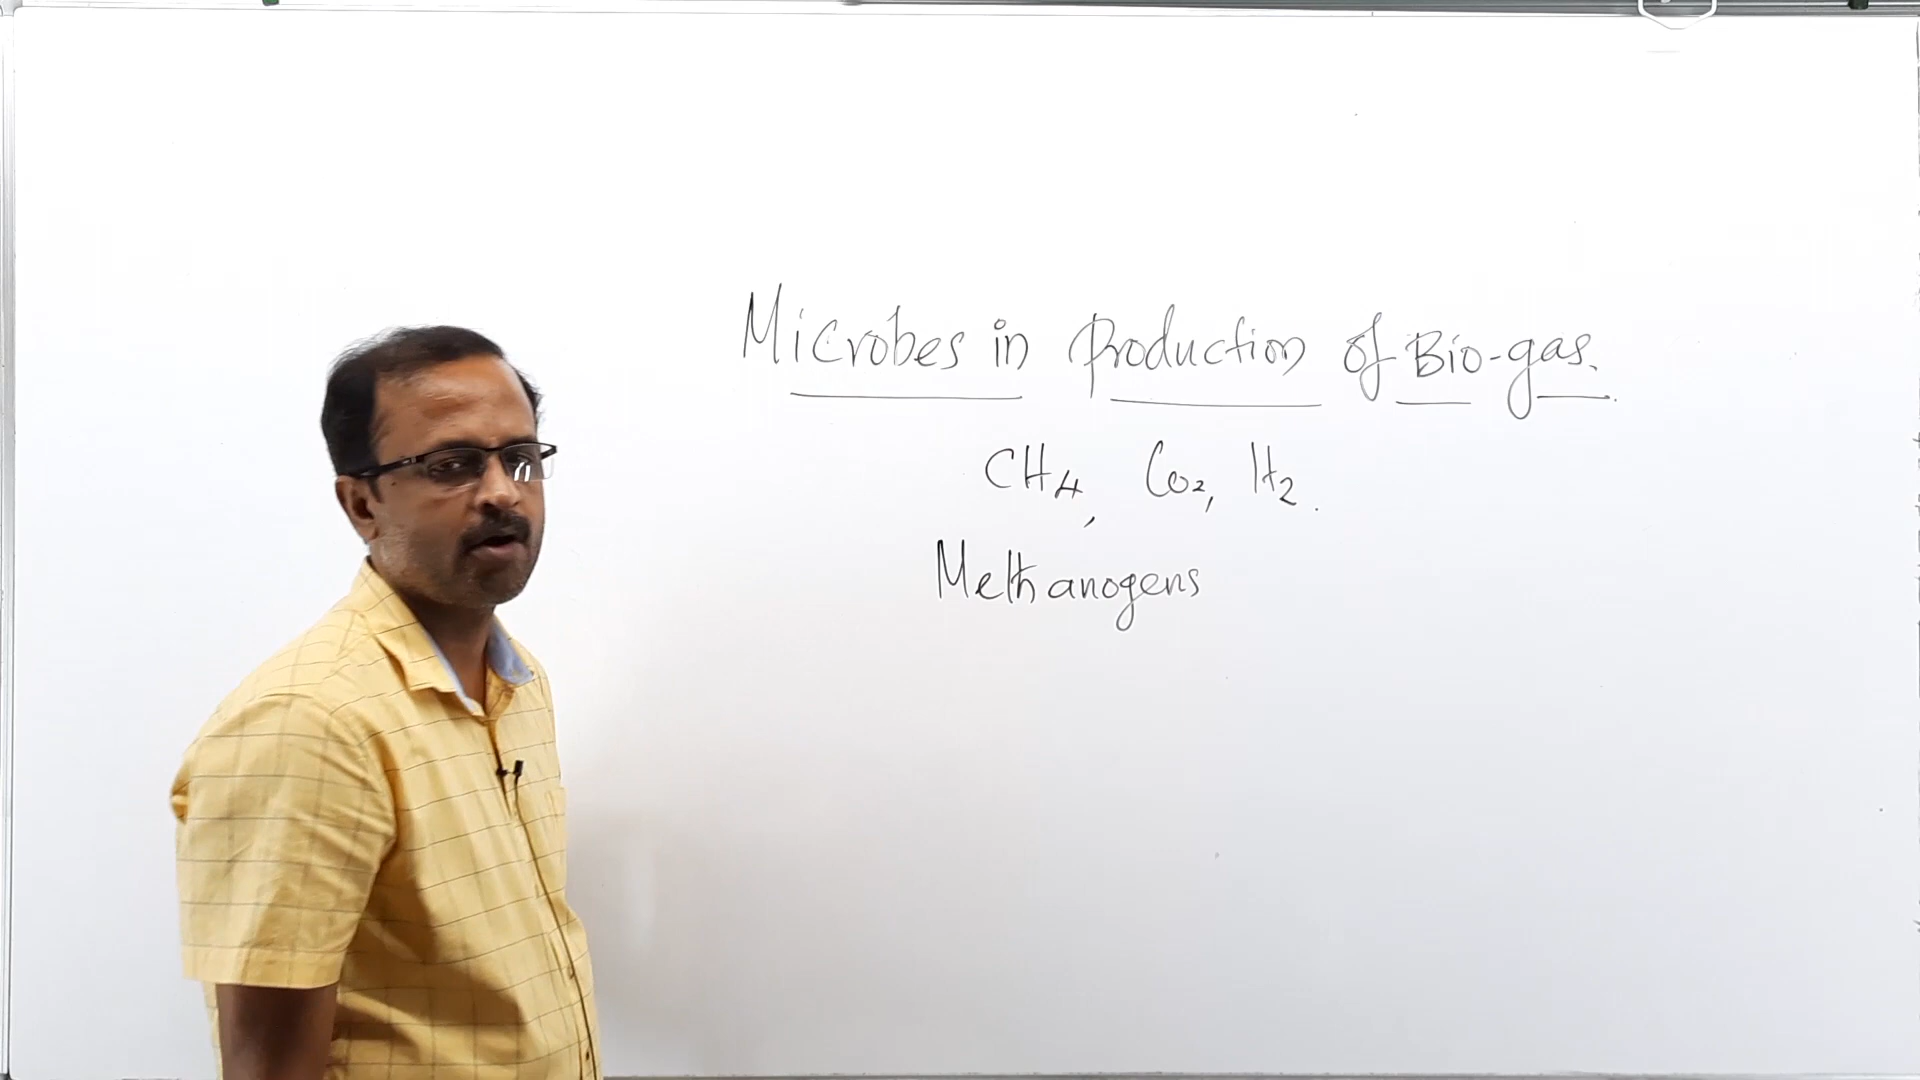 Microbes in Production of Bio-gas.
CH4, Co2, H2.
Methanogens